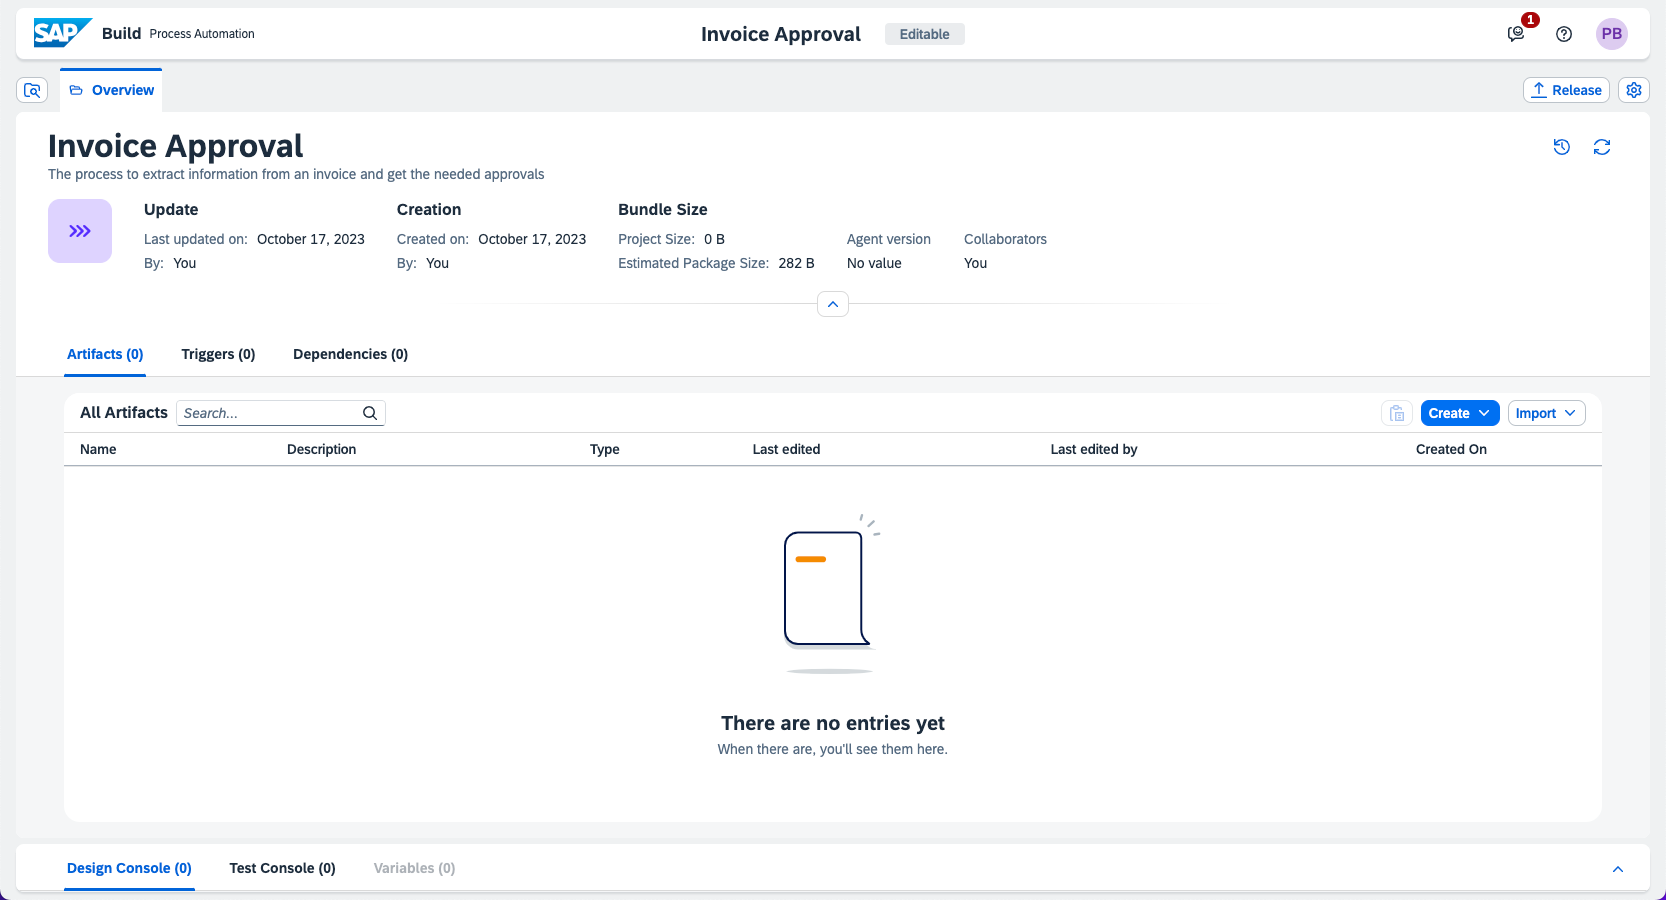 SAP Build Process Automation
Invoice Approval Editable
1
PB
Overview
Release
Invoice Approval
The process to extract information from an invoice and get the needed approvals
Update
Last updated on: October 17, 2023
By: You
Creation
Created on: October 17, 2023
By: You
Bundle Size
Project Size: 0 B
Estimated Package Size: 282 B
Agent version
No value
Collaborators
You
Artifacts (0) Triggers (0) Dependencies (0)
All Artifacts Search... Create Import
Name Description Type Last edited Last edited by Created On
There are no entries yet
When there are, you'll see them here.
Design Console (0) Test Console (0) Variables (0)